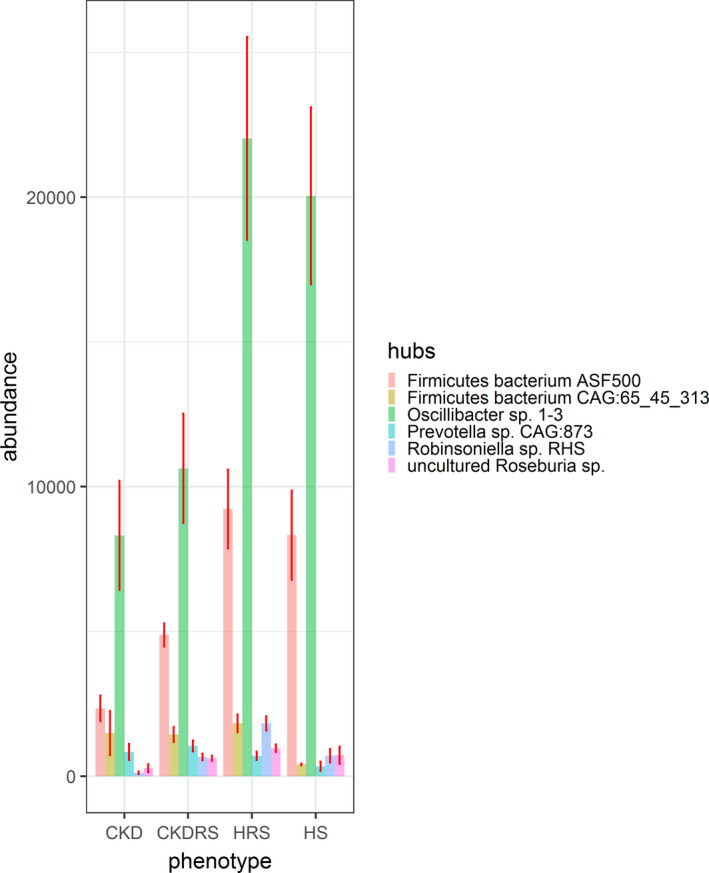 20000
10000
0
abundance
CKD CKDRS HRS HS
phenotype
hubs
Firmicutes bacterium ASF500
Firmicutes bacterium CAG:65_45_313
Oscillibacter sp. 1-3
Prevotella sp. CAG:873
Robinsoniella sp. RHS
uncultured Roseburia sp.